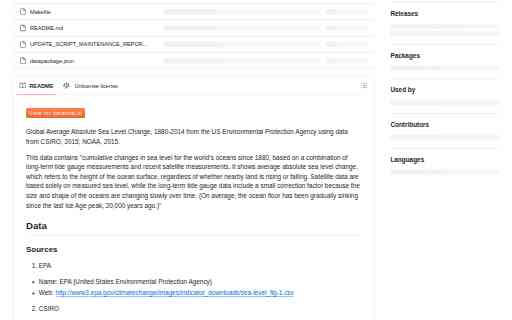 Makefile
README.md
UPDATE_SCRIPT_MAINTENANCE_REPOR...
datapackage.json
README
Unlicense license
Global Average Absolute Sea Level Change, 1880-2014 from the US Environmental Protection Agency using data
from CSIRO, 2015; NOAA, 2015.
This data contains "cumulative changes in sea level for the world's oceans since 1880, based on a combination of
long-term tide gauge measurements and recent satellite measurements. It shows average absolute sea level change,
which refers to the height of the ocean surface, regardless of whether nearby land is rising or falling. Satellite data are
based solely on measured sea level, while the long-term tide gauge data include a small correction factor because the
size and shape of the oceans are changing slowly over time. (On average, the ocean floor has been gradually sinking
since the last Ice Age peak, 20,000 years ago.)"
Data
Sources
1. EPA
• Name: EPA (United States Environmental Protection Agency)
• Web: http://www3.epa.gov/climatechange/images/indicator_downloads/sea-level_fig-1.csv
2. CSIRO
Releases
Packages
Used by
Contributors
Languages